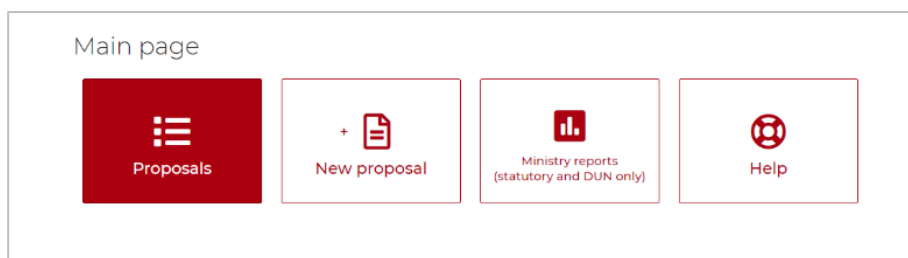 Main page
Proposals
+
New proposal
Ministry reports
(statutory and DUN only)
Help